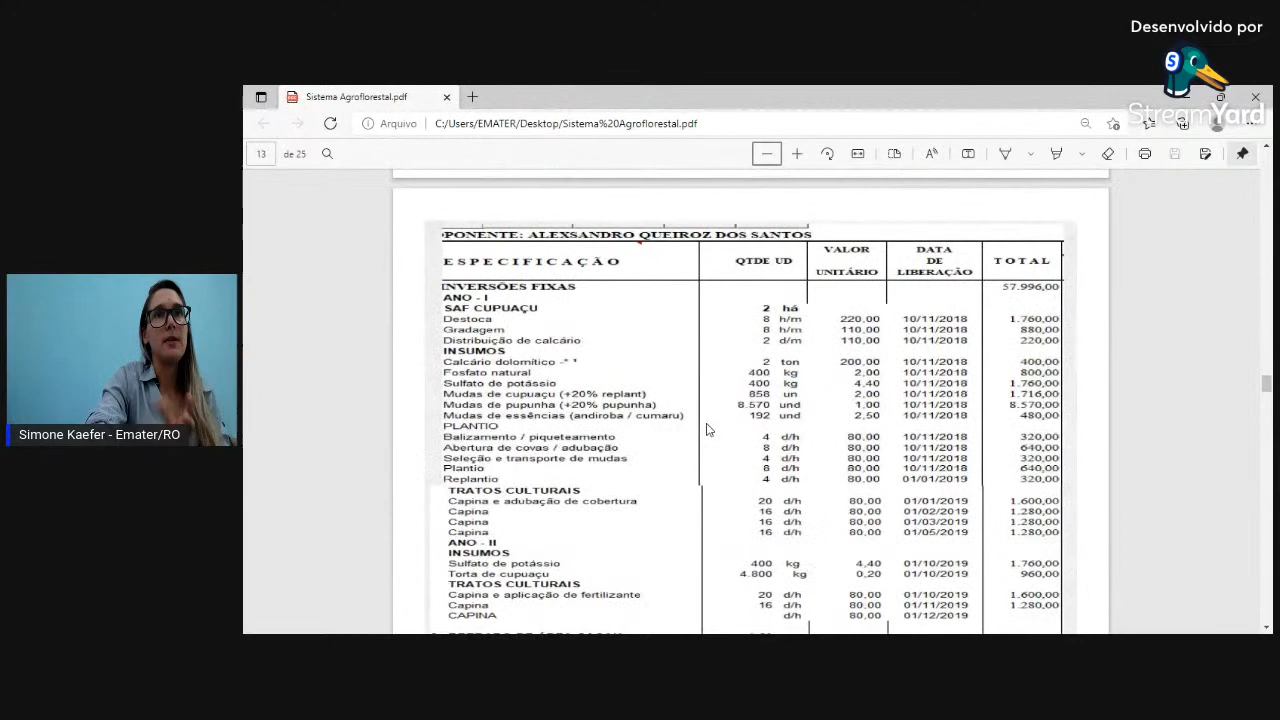 Desenvolvido por
StreamYard
Sistema Agroflorestal.pdf
Arquivo C:/Users/EMATER/Desktop/Sistema%20Agroflorestal.pdf
13 de 25
OPONENTE: ALEXSANDRO QUEIROZ DOS SANTOS
ESPECIFICAÇÃO QTDE UD VALOR UNITÁRIO DATA DE LIBERAÇÃO TOTAL
INVERSÕES FIXAS 57.996,00
ANO - I
SAF CUPUAÇU 2 há
Destoca 8 h/m 220,00 10/11/2018 1.760,00
Gradagem 8 h/m 110,00 10/11/2018 880,00
Distribuição de calcário 2 d/m 110,00 10/11/2018 220,00
INSUMOS
Calcário dolomítico -* ¹ 2 ton 200,00 10/11/2018 400,00
Fosfato natural 400 kg 2,00 10/11/2018 800,00
Sulfato de potássio 400 kg 4,40 10/11/2018 1.760,00
Mudas de cupuaçu (+20% replant) 858 un 2,00 10/11/2018 1.716,00
Mudas de pupunha (+20% pupunha) 8.570 und 1,00 10/11/2018 8.570,00
Mudas de essências (andiroba / cumaru) 192 und 2,50 10/11/2018 480,00
PLANTIO
Balizamento / piqueteamento 4 d/h 80,00 10/11/2018 320,00
Abertura de covas / adubação 8 d/h 80,00 10/11/2018 640,00
Seleção e transporte de mudas 4 d/h 80,00 10/11/2018 320,00
Plantio 8 d/h 80,00 10/11/2018 640,00
Replantio 4 d/h 80,00 01/01/2019 320,00
TRATOS CULTURAIS
Capina e adubação de cobertura 20 d/h 80,00 01/01/2019 1.600,00
Capina 16 d/h 80,00 01/02/2019 1.280,00
Capina 16 d/h 80,00 01/03/2019 1.280,00
Capina 16 d/h 80,00 01/05/2019 1.280,00
ANO - II
INSUMOS
Sulfato de potássio 400 kg 4,40 01/10/2019 1.760,00
Torta de cupuaçu 4.800 kg 0,20 01/10/2019 960,00
TRATOS CULTURAIS
Capina e aplicação de fertilizante 20 d/h 80,00 01/10/2019 1.600,00
Capina 16 d/h 80,00 01/11/2019 1.280,00
CAPINA d/h 80,00 01/12/2019
Simone Kaefer - Emater/RO